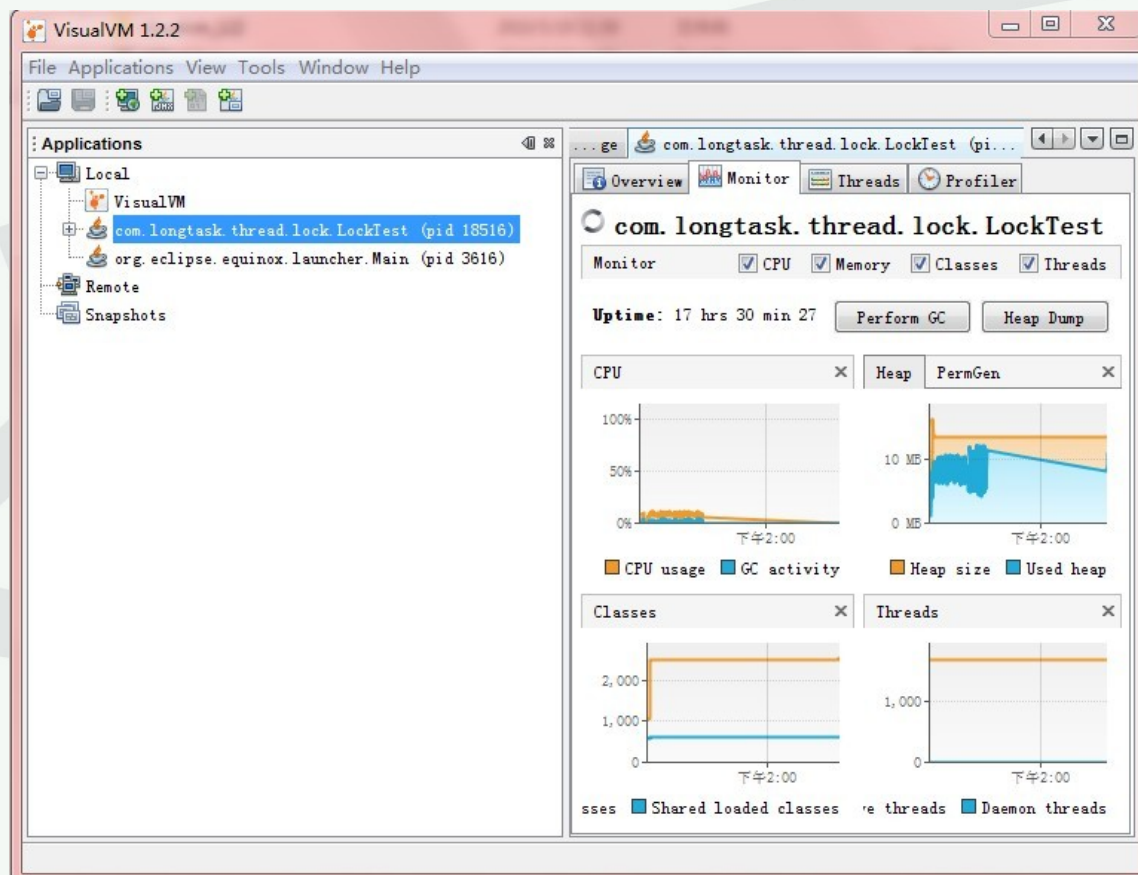 VisualVM 1.2.2
File Applications View Tools Window Help
Applications
Local
VisualVM
com.longtask.thread.lock.LockTest (pid 18516)
org.eclipse.equinox.launcher.Main (pid 3616)
Remote
Snapshots
...ge com.longtask.thread.lock.LockTest (pi...
Overview Monitor Threads Profiler
com.longtask.thread.lock.LockTest
Monitor CPU Memory Classes Threads
Uptime: 17 hrs 30 min 27 Perform GC Heap Dump
CPU
100%
50%
0%
下午2:00
CPU usage GC activity
Heap PermGen
10 MB
0 MB
下午2:00
Heap size Used heap
Classes
2,000
1,000
0
下午2:00
sses Shared loaded classes
Threads
1,000
0
下午2:00
e threads Daemon threads